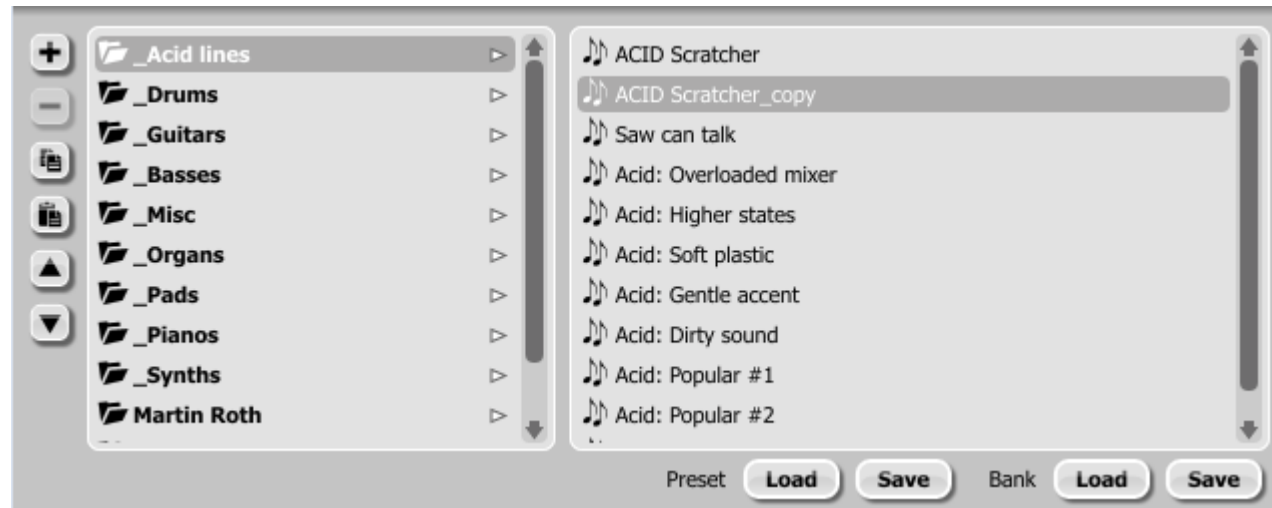 _Acid lines
_Drums
_Guitars
_Basses
_Misc
_Organs
_Pads
_Pianos
_Synths
Martin Roth
ACID Scratcher
ACID Scratcher_copy
Saw can talk
Acid: Overloaded mixer
Acid: Higher states
Acid: Soft plastic
Acid: Gentle accent
Acid: Dirty sound
Acid: Popular #1
Acid: Popular #2
Preset Load Save Bank Load Save